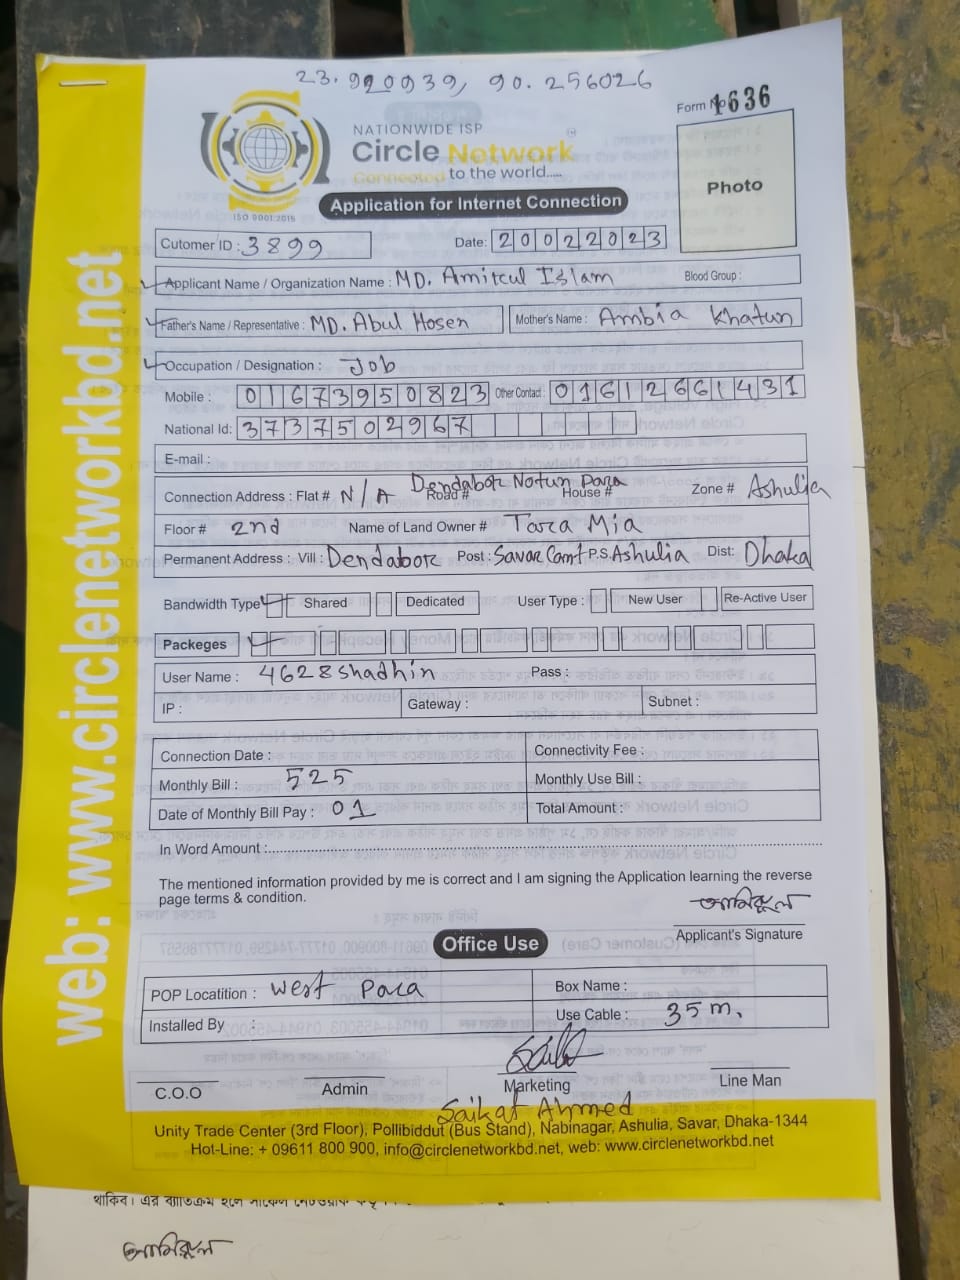 23.920939, 90.256026
Form No 1636
NATIONWIDE ISP
Circle Network
Connected to the world.....
ISO 9001:2015
Photo
Application for Internet Connection
Cutomer ID : 3899 Date: 20022023
Applicant Name / Organization Name : MD. Amirul Islam Blood Group :
Father's Name / Representative : MD. Abul Hosen Mother's Name : Ambia Khatun
Occupation / Designation : Job
Mobile : 01673950823 Other Contact : 01612661431
National Id: 3737502967
E-mail :
Connection Address : Flat # N/A Road # Dendabor Notun Para House # Zone # Ashulia
Floor # 2nd Name of Land Owner # Tara Mia
Permanent Address : Vill : Dendabor Post : Savar Cant P.S. Ashulia Dist: Dhaka
Bandwidth Type Shared Dedicated User Type : New User Re-Active User
Packeges
User Name : 4628shadhin Pass :
IP : Gateway : Subnet :
Connection Date : Connectivity Fee :
Monthly Bill : 525 Monthly Use Bill :
Date of Monthly Bill Pay : 01 Total Amount :
In Word Amount :
The mentioned information provided by me is correct and I am signing the Application learning the reverse
page terms & condition.
আমিরুল
Applicant's Signature
Office Use
POP Locatition : West Para Box Name :
Installed By : Use Cable : 35 m.
C.O.O Admin Marketing Line Man
Saikat Ahmed
Unity Trade Center (3rd Floor), Pollibiddut (Bus Stand), Nabinagar, Ashulia, Savar, Dhaka-1344
Hot-Line: + 09611 800 900, info@circlenetworkbd.net, web: www.circlenetworkbd.net
web: www.circlenetworkbd.net
থাকিব। এর ব্যতিক্রম হলে সার্কেল নেটওয়ার্ক
আমিরুল